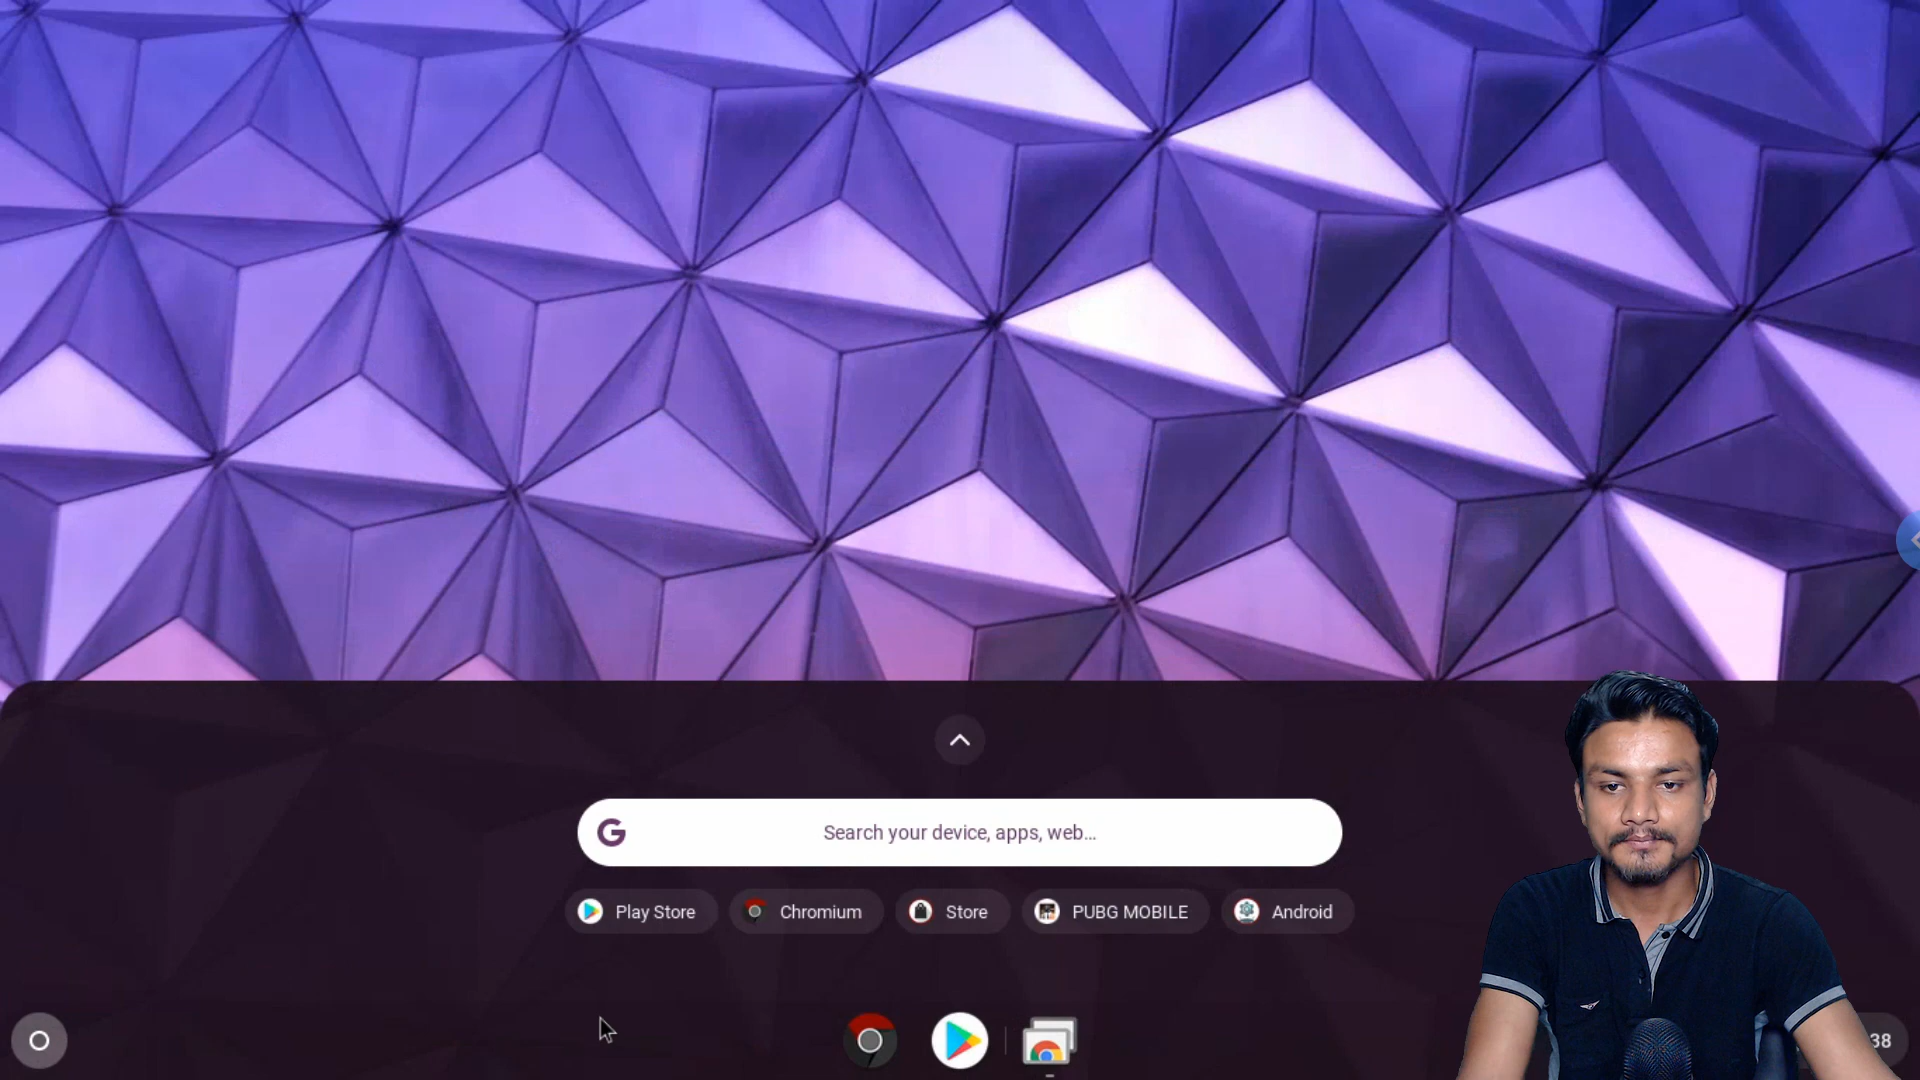 Search your device, apps, web...
Play Store
Chromium
Store
PUBG MOBILE
Android
38